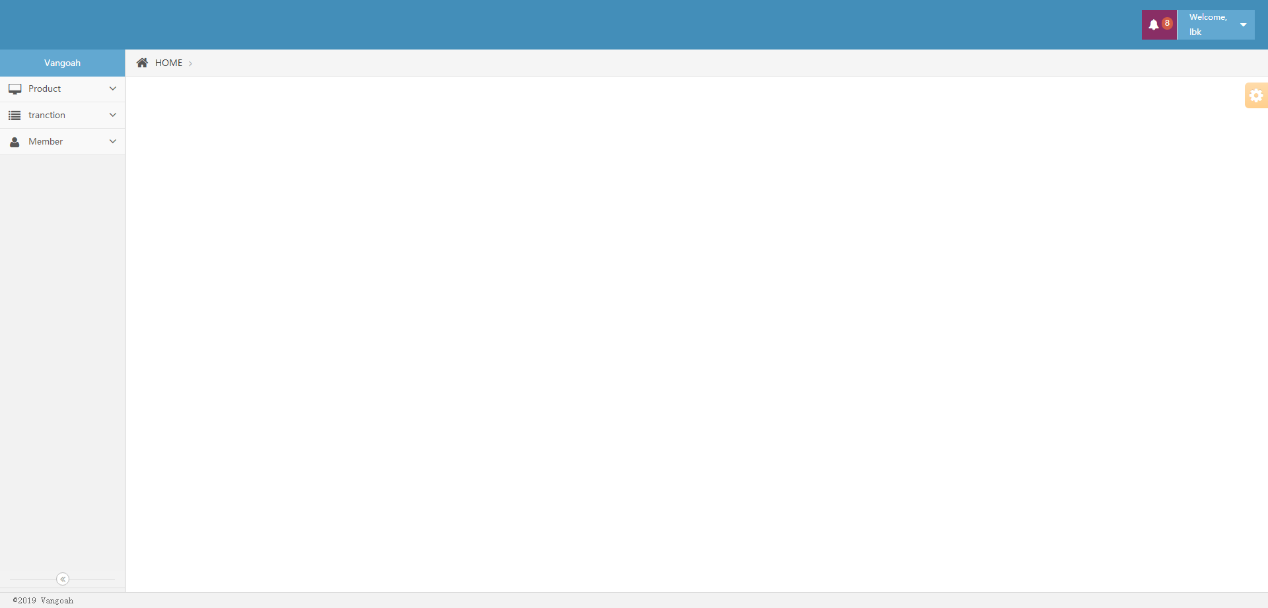 8
Welcome,
lbk
Vangoah
HOME
Product
tranction
Member
©2019 Vangoah